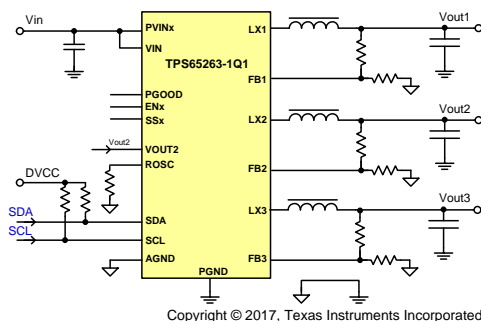 Vin
PVINx
VIN
TPS65263-1Q1
PGOOD
ENx
SSx
Vout2
VOUT2
ROSC
DVCC
SDA
SCL
SDA
SCL
AGND
PGND
LX1
Vout1
FB1
LX2
Vout2
FB2
LX3
Vout3
FB3
Copyright © 2017, Texas Instruments Incorporated